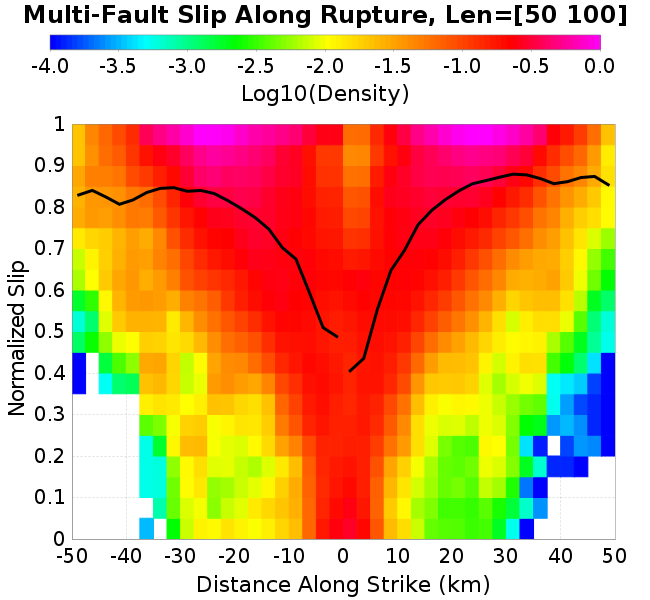 Multi-Fault Slip Along Rupture, Len=[50 100]
-4.0 -3.5 -3.0 -2.5 -2.0 -1.5 -1.0 -0.5 0.0
Log10(Density)
1
0.9
0.8
0.7
0.6
0.5
0.4
0.3
0.2
0.1
0
Normalized Slip
-50 -40 -30 -20 -10 0 10 20 30 40 50
Distance Along Strike (km)